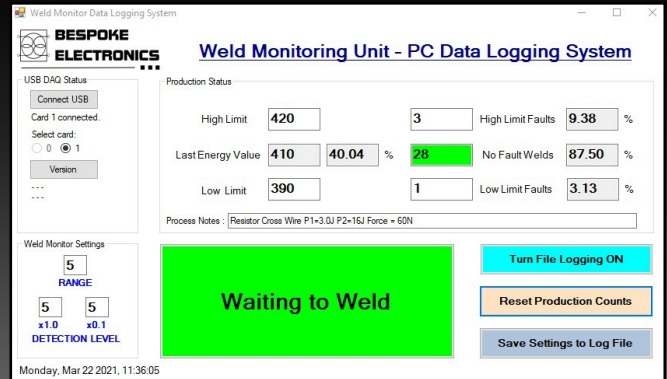 Weld Monitor Data Logging System
BESPOKE
ELECTRONICS
Weld Monitoring Unit - PC Data Logging System
USB DAQ Status
Connect USB
Card 1 connected.
Select card:
0 1
Version
---
---
Production Status
High Limit 420 3 High Limit Faults 9.38 %
Last Energy Value 410 40.04 % 28 No Fault Welds 87.50 %
Low Limit 390 1 Low Limit Faults 3.13 %
Process Notes : Resistor Cross Wire P1=3.0J P2=16J Force = 60N
Weld Monitor Settings
5
RANGE
5 5
x1.0 x0.1
DETECTION LEVEL
Waiting to Weld
Turn File Logging ON
Reset Production Counts
Save Settings to Log File
Monday, Mar 22 2021, 11:36:05